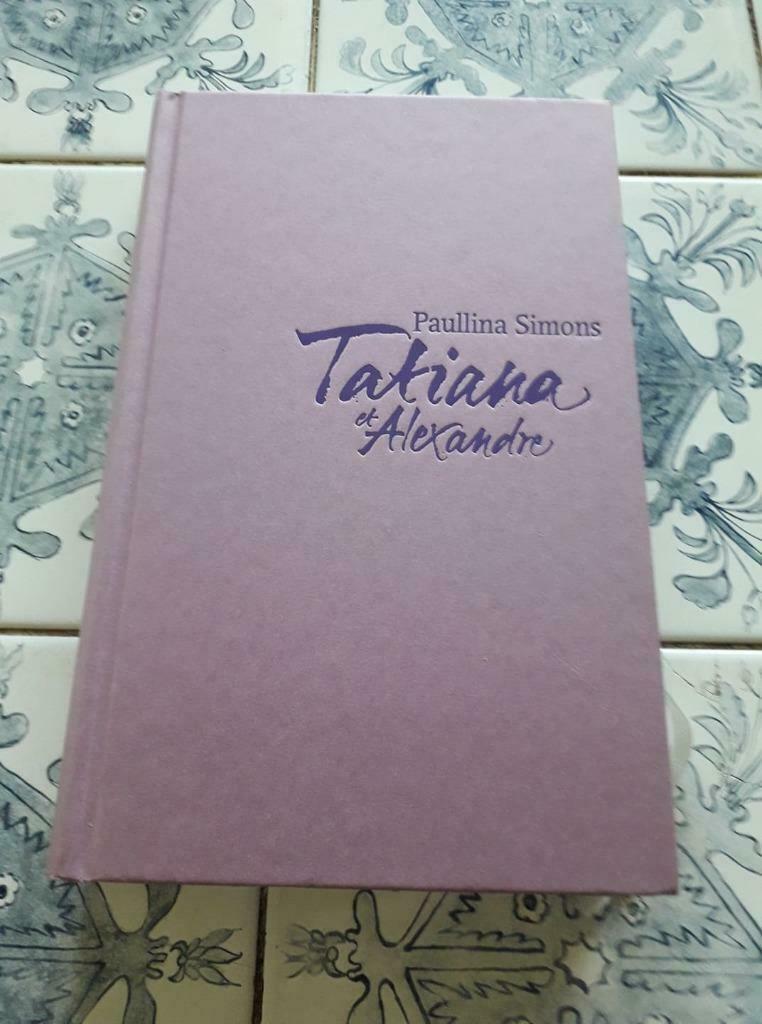 Paullina Simons
Tatiana
et Alexandre